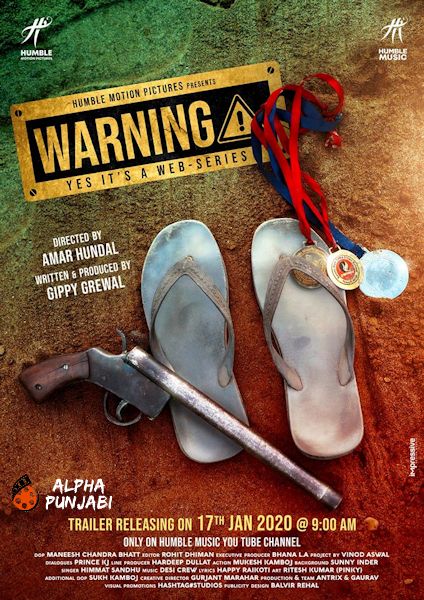 HUMBLE
MOTION PICTURES
HUMBLE
MUSIC
HUMBLE MOTION PICTURES PRESENTS
WARNING
YES IT'S A WEB-SERIES
DIRECTED BY
AMAR HUNDAL
WRITTEN & PRODUCED BY
GIPPY GREWAL
in•xpressive
ALPHA
PUNJABI
TRAILER RELEASING ON 17TH JAN 2020 @ 9:00 AM
ONLY ON HUMBLE MUSIC YOU TUBE CHANNEL
DOP MANEESH CHANDRA BHATT EDITOR ROHIT DHIMAN EXECUTIVE PRODUCER BHANA L.A PROJECT BY VINOD ASWAL
DIALOGUES PRINCE KJ LINE PRODUCER HARDEEP DULLAT ACTION MUKESH KAMBOJ BACKGROUND SUNNY INDER
SINGER HIMMAT SANDHU MUSIC DESI CREW LYRICS HAPPY RAIKOTI ART RITESH KUMAR (PINKY)
ADDITIONAL DOP SUKH KAMBOJ CREATIVE DIRECTOR GURJANT MARAHAR PRODUCTION & TEAM ANTRIX & GAURAV
VISUAL PROMOTIONS HASHTAG#STUDIOS PUBLICITY DESIGN BALVIR REHAL